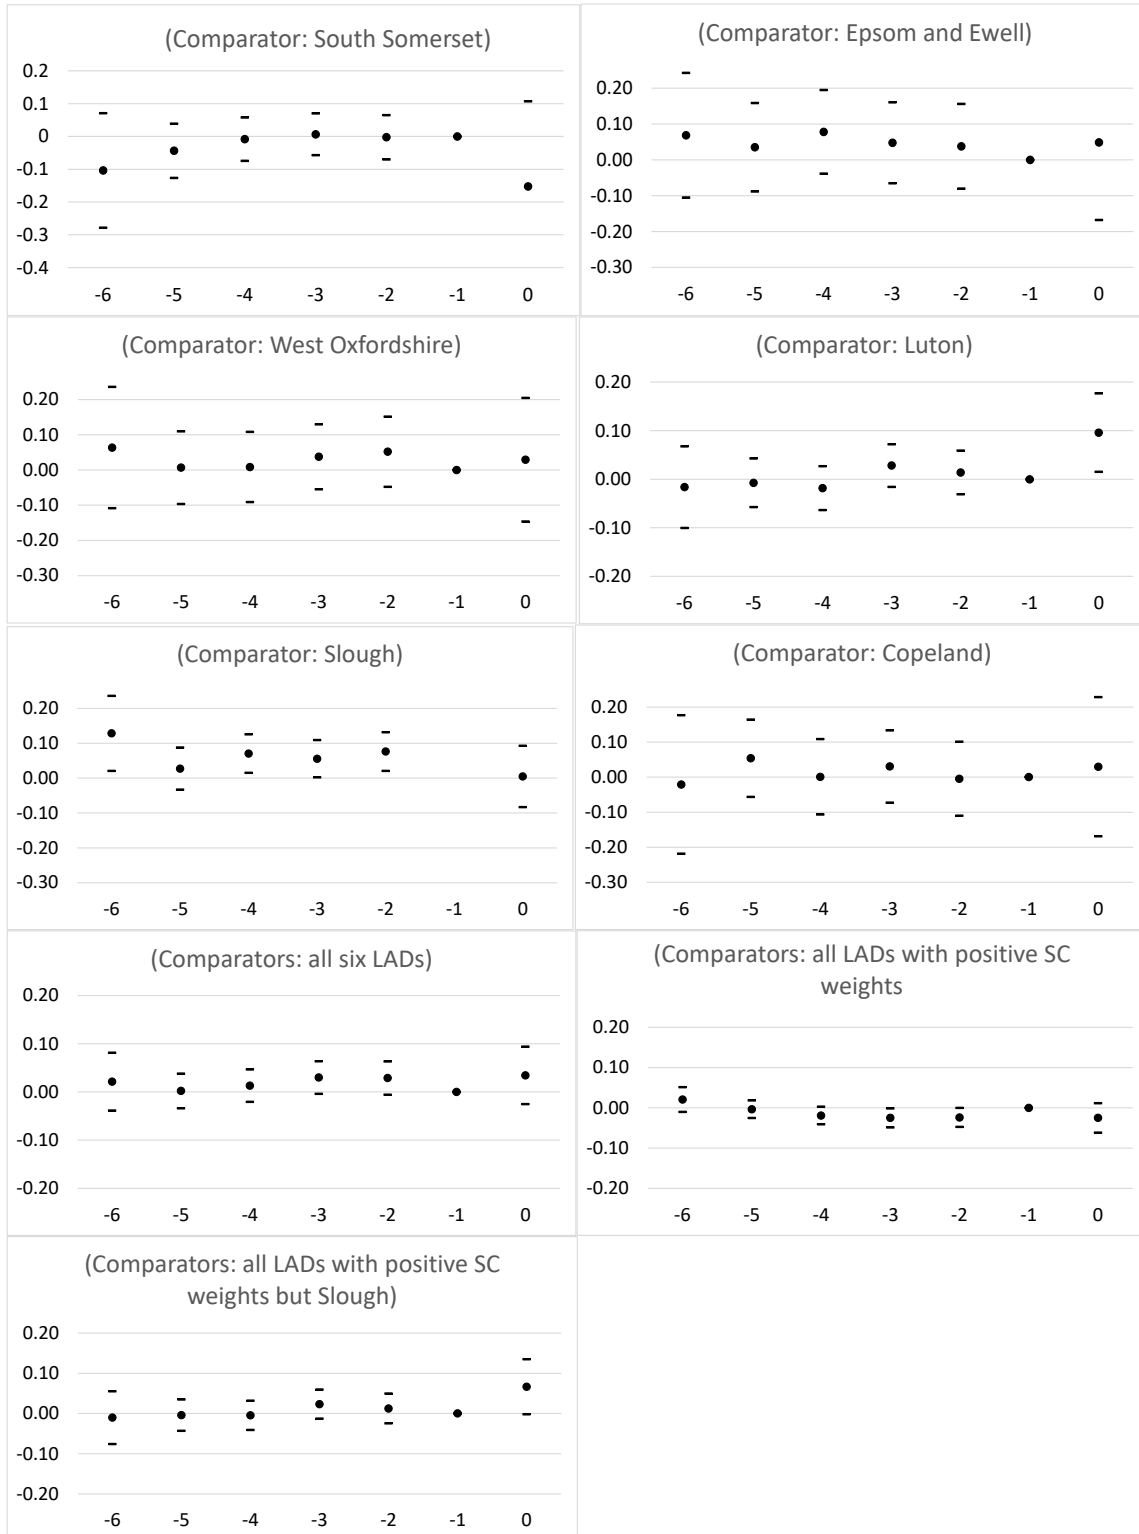 (Comparator: South Somerset)
0.2
0.1
0
-0.1
-0.2
-0.3
-0.4
-6 -5 -4 -3 -2 -1 0
(Comparator: Epsom and Ewell)
0.20
0.10
0.00
-0.10
-0.20
-0.30
-6 -5 -4 -3 -2 -1 0
(Comparator: West Oxfordshire)
0.20
0.10
0.00
-0.10
-0.20
-0.30
-6 -5 -4 -3 -2 -1 0
(Comparator: Luton)
0.20
0.10
0.00
-0.10
-0.20
-6 -5 -4 -3 -2 -1 0
(Comparator: Slough)
0.20
0.10
0.00
-0.10
-0.20
-0.30
-6 -5 -4 -3 -2 -1 0
(Comparator: Copeland)
0.20
0.10
0.00
-0.10
-0.20
-0.30
-6 -5 -4 -3 -2 -1 0
(Comparators: all six LADs)
0.20
0.10
0.00
-0.10
-0.20
-6 -5 -4 -3 -2 -1 0
(Comparators: all LADs with positive SC
weights
0.20
0.10
0.00
-0.10
-0.20
-6 -5 -4 -3 -2 -1 0
(Comparators: all LADs with positive SC
weights but Slough)
0.20
0.10
0.00
-0.10
-0.20
-6 -5 -4 -3 -2 -1 0